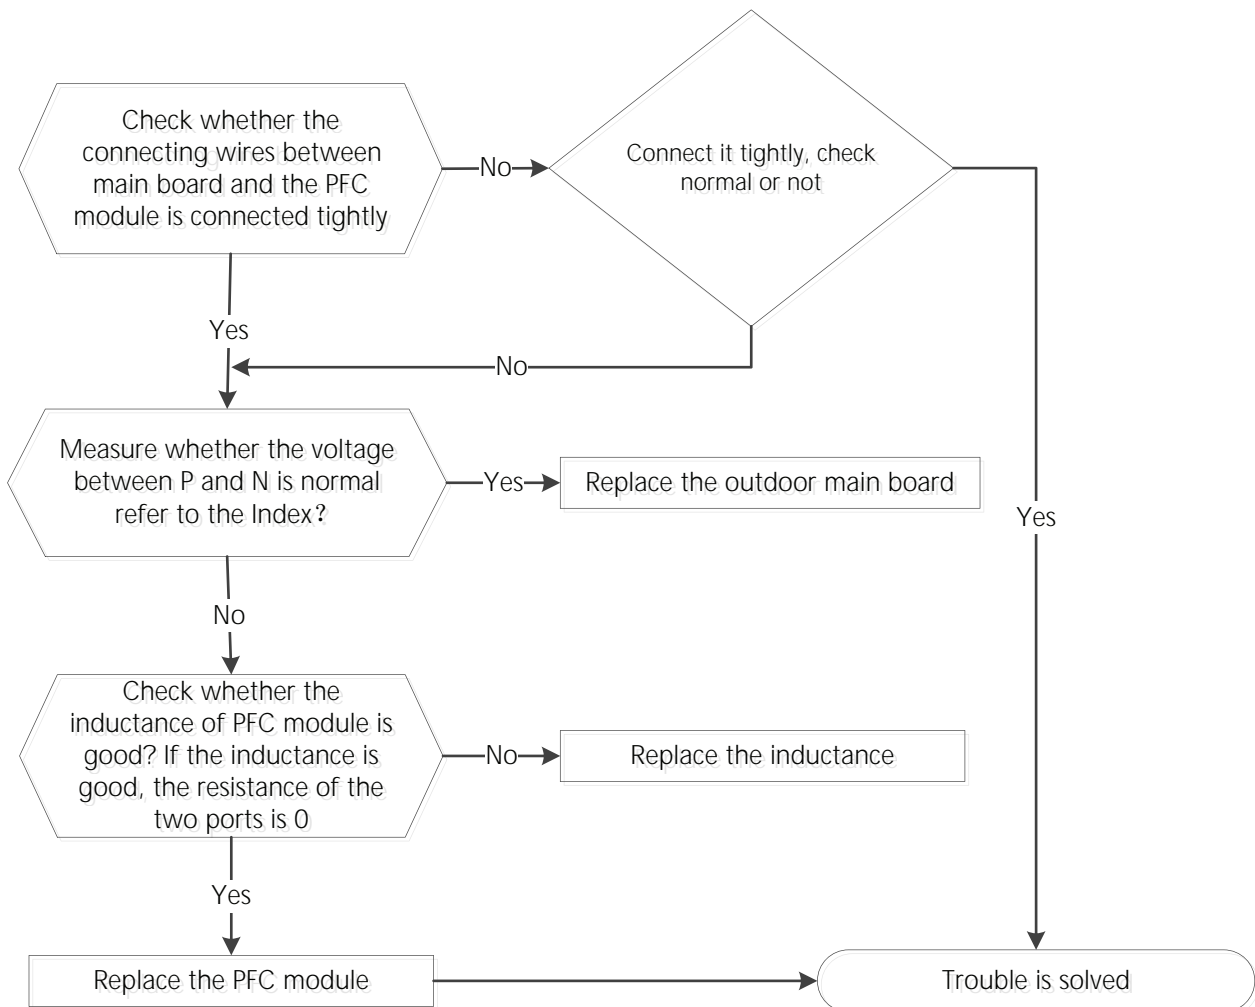 Check whether the
connecting wires between
main board and the PFC
module is connected tightly
No
Connect it tightly, check
normal or not
Yes
No
Measure whether the voltage
between P and N is normal
refer to the Index？
Yes
Replace the outdoor main board
Yes
No
Check whether the
inductance of PFC module is
good? If the inductance is
good, the resistance of the
two ports is 0
No
Replace the inductance
Yes
Replace the PFC module
Trouble is solved